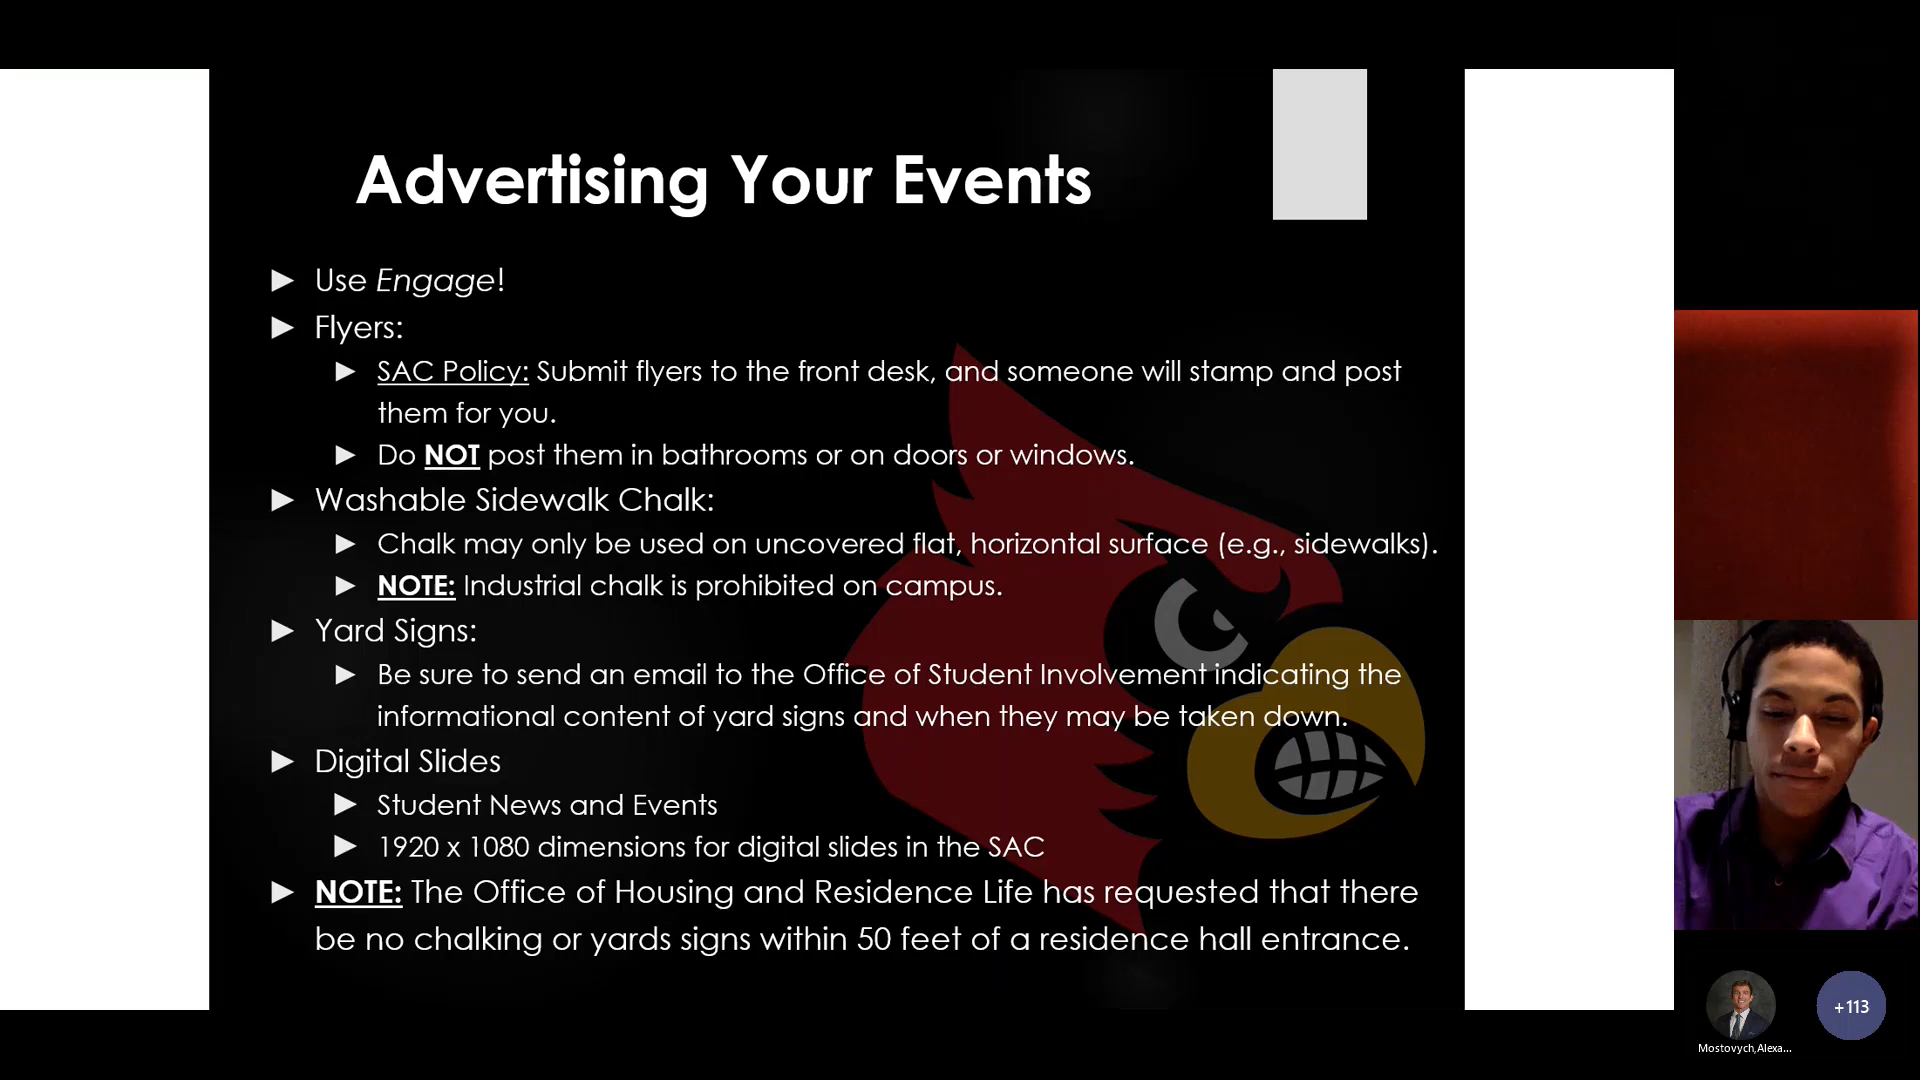 Advertising Your Events
► Use Engage!
► Flyers:
► SAC Policy: Submit flyers to the front desk, and someone will stamp and post
them for you.
► Do NOT post them in bathrooms or on doors or windows.
► Washable Sidewalk Chalk:
► Chalk may only be used on uncovered flat, horizontal surface (e.g., sidewalks).
► NOTE: Industrial chalk is prohibited on campus.
► Yard Signs:
► Be sure to send an email to the Office of Student Involvement indicating the
informational content of yard signs and when they may be taken down.
► Digital Slides
► Student News and Events
► 1920 x 1080 dimensions for digital slides in the SAC
► NOTE: The Office of Housing and Residence Life has requested that there
be no chalking or yards signs within 50 feet of a residence hall entrance.
+113
Mostovych,Alexa...